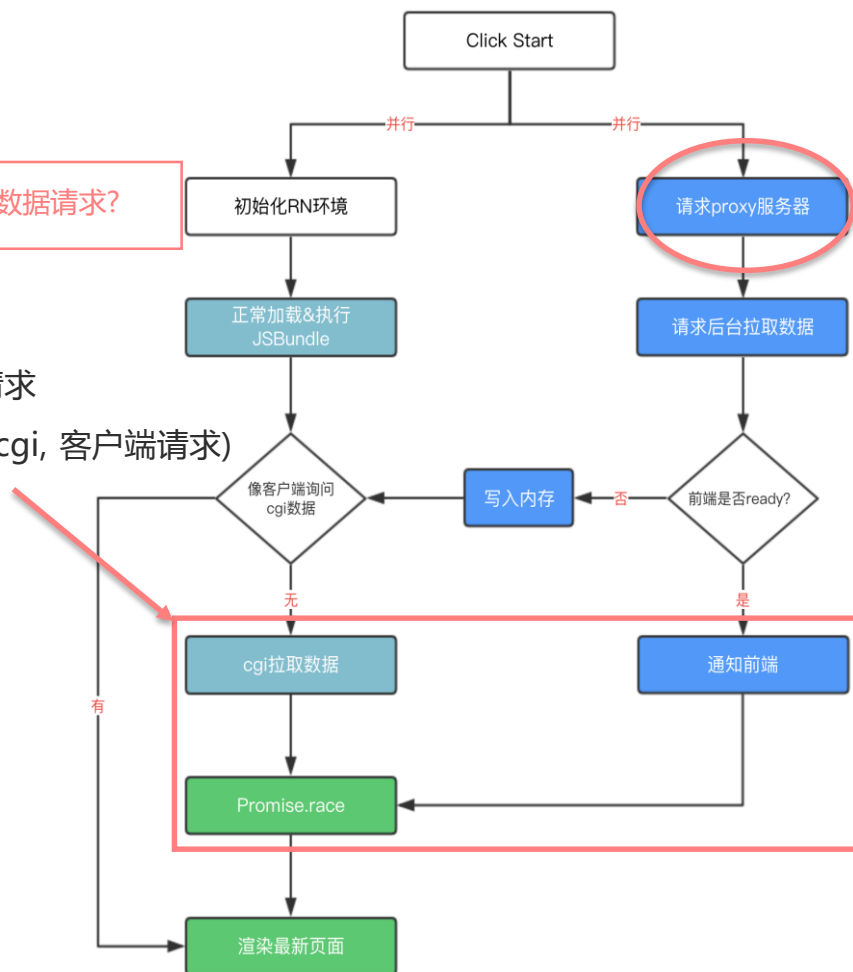 Click Start
并行
并行
数据请求?
初始化RN环境
请求proxy服务器
正常加载&执行
JSBundle
请求后台拉取数据
求
cgi, 客户端请求)
像客户端询问
cgi数据
写入内存
否
前端是否ready?
无
是
cgi拉取数据
通知前端
有
Promise.race
渲染最新页面